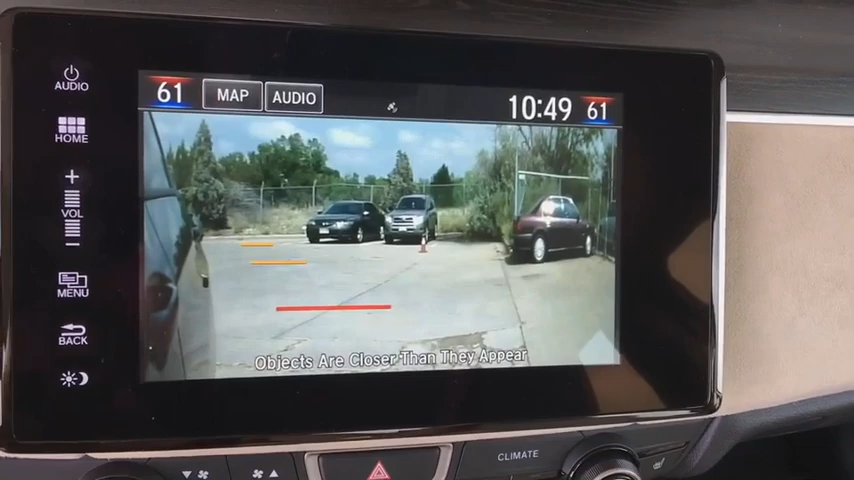 AUDIO
HOME
VOL
MENU
BACK
61 MAP AUDIO 10:49 61
Objects Are Closer Than They Appear
CLIMATE